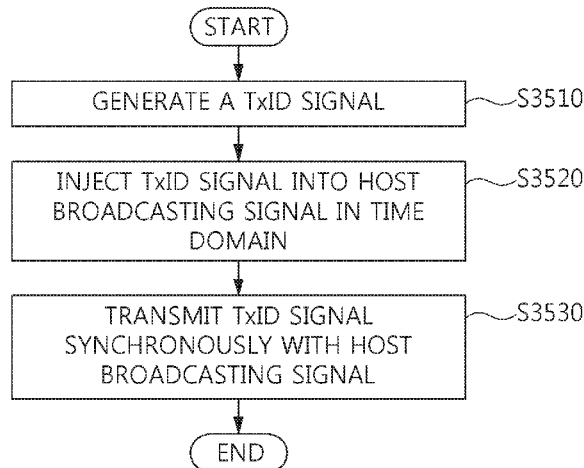 START
GENERATE A TxID SIGNAL
S3510
INJECT TxID SIGNAL INTO HOST
BROADCASTING SIGNAL IN TIME
DOMAIN
S3520
TRANSMIT TxID SIGNAL
SYNCHRONOUSLY WITH HOST
BROADCASTING SIGNAL
S3530
END